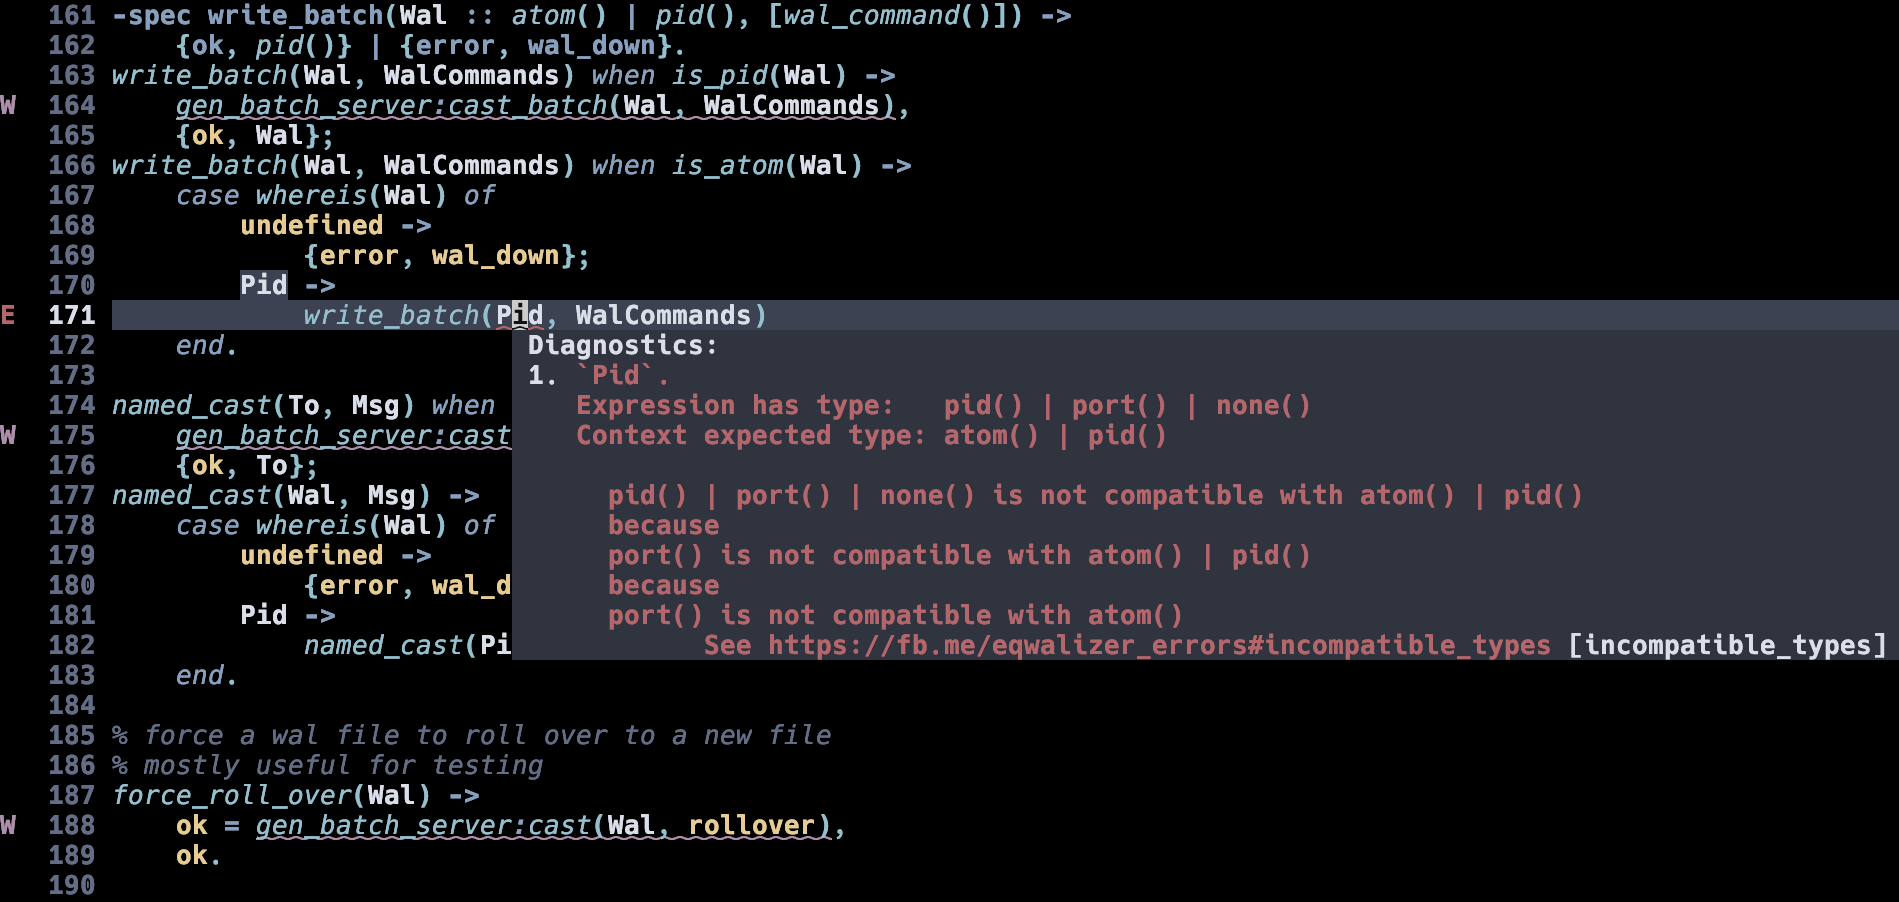 161 -spec write_batch(Wal :: atom() | pid(), [wal_command()]) ->
162     {ok, pid()} | {error, wal_down}.
163 write_batch(Wal, WalCommands) when is_pid(Wal) ->
W 164     gen_batch_server:cast_batch(Wal, WalCommands),
165     {ok, Wal};
166 write_batch(Wal, WalCommands) when is_atom(Wal) ->
167     case whereis(Wal) of
168         undefined ->
169             {error, wal_down};
170         Pid ->
E 171             write_batch(Pid, WalCommands)
172     end.
Diagnostics:
173
1. `Pid`.
174 named_cast(To, Msg) when
Expression has type:   pid() | port() | none()
W 175     gen_batch_server:cast
Context expected type: atom() | pid()
176     {ok, To};
177 named_cast(Wal, Msg) ->
pid() | port() | none() is not compatible with atom() | pid()
178     case whereis(Wal) of
because
179         undefined ->
port() is not compatible with atom() | pid()
180             {error, wal_d
because
181         Pid ->
port() is not compatible with atom()
182             named_cast(Pi
See https://fb.me/eqwalizer_errors#incompatible_types [incompatible_types]
183     end.
184
185 % force a wal file to roll over to a new file
186 % mostly useful for testing
187 force_roll_over(Wal) ->
W 188     ok = gen_batch_server:cast(Wal, rollover),
189     ok.
190